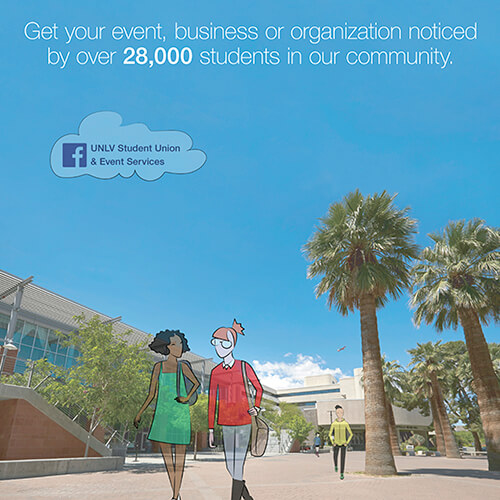 Get your event, business or organization noticed
by over 28,000 students in our community.
f UNLV Student Union
& Event Services